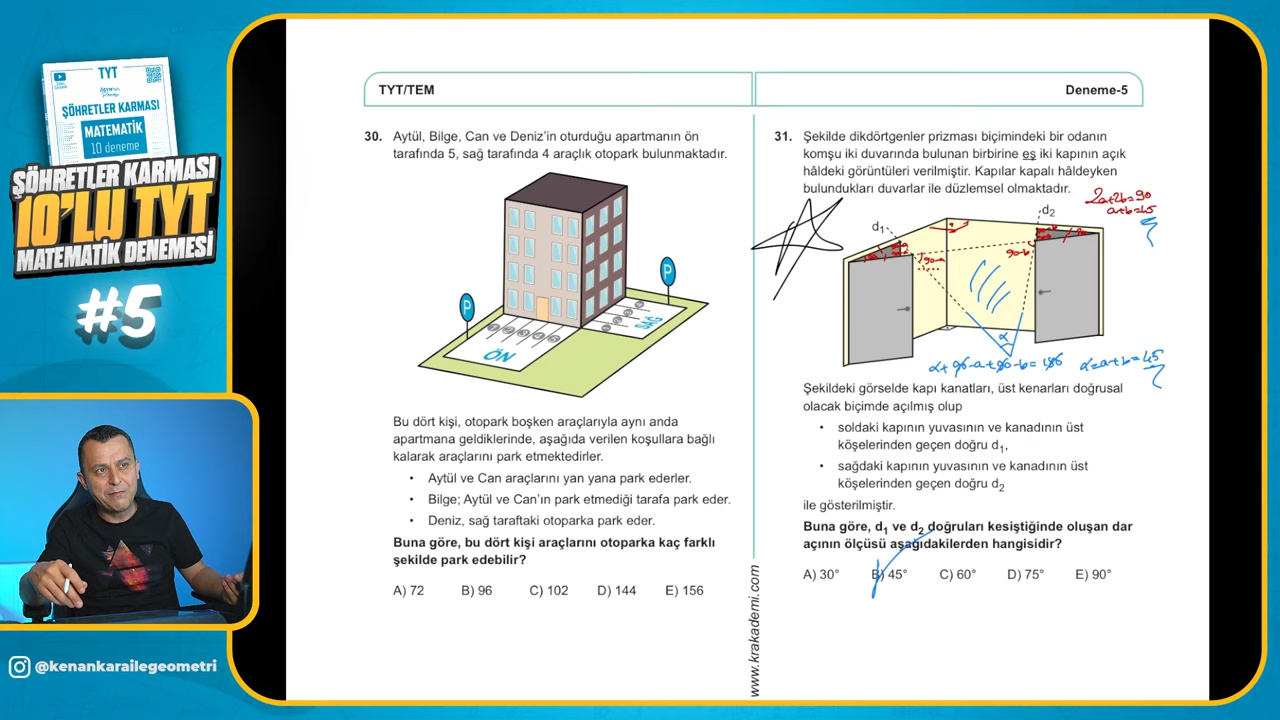 TYT
ÖSYM'nin
ŞÖHRETLER KARMASI
MATEMATİK
10 deneme
ŞÖHRETLER KARMASI
10'LU TYT
MATEMATİK DENEMESİ
#5
@kenankarailegeometri
TYT/TEM
Deneme-5
30. Aytül, Bilge, Can ve Deniz'in oturduğu apartmanın ön
tarafında 5, sağ tarafında 4 araçlık otopark bulunmaktadır.
P
P
ÖN
SAĞ
Bu dört kişi, otopark boşken araçlarıyla aynı anda
apartmana geldiklerinde, aşağıda verilen koşullara bağlı
kalarak araçlarını park etmektedirler.
• Aytül ve Can araçlarını yan yana park ederler.
• Bilge; Aytül ve Can'ın park etmediği tarafa park eder.
• Deniz, sağ taraftaki otoparka park eder.
Buna göre, bu dört kişi araçlarını otoparka kaç farklı
şekilde park edebilir?
A) 72 B) 96 C) 102 D) 144 E) 156
www.krakademi.com
31. Şekilde dikdörtgenler prizması biçimindeki bir odanın
komşu iki duvarında bulunan birbirine eş iki kapının açık
hâldeki görüntüleri verilmiştir. Kapılar kapalı hâldeyken
bulundukları duvarlar ile düzlemsel olmaktadır.
2a+2b=90
a+b=45
d1
d2
90-a
90-b
α
α+90-a+90-b=180
α=a+b=45
Şekildeki görselde kapı kanatları, üst kenarları doğrusal
olacak biçimde açılmış olup
• soldaki kapının yuvasının ve kanadının üst
köşelerinden geçen doğru d1,
• sağdaki kapının yuvasının ve kanadının üst
köşelerinden geçen doğru d2
ile gösterilmiştir.
Buna göre, d1 ve d2 doğruları kesiştiğinde oluşan dar
açının ölçüsü aşağıdakilerden hangisidir?
A) 30° B) 45° C) 60° D) 75° E) 90°